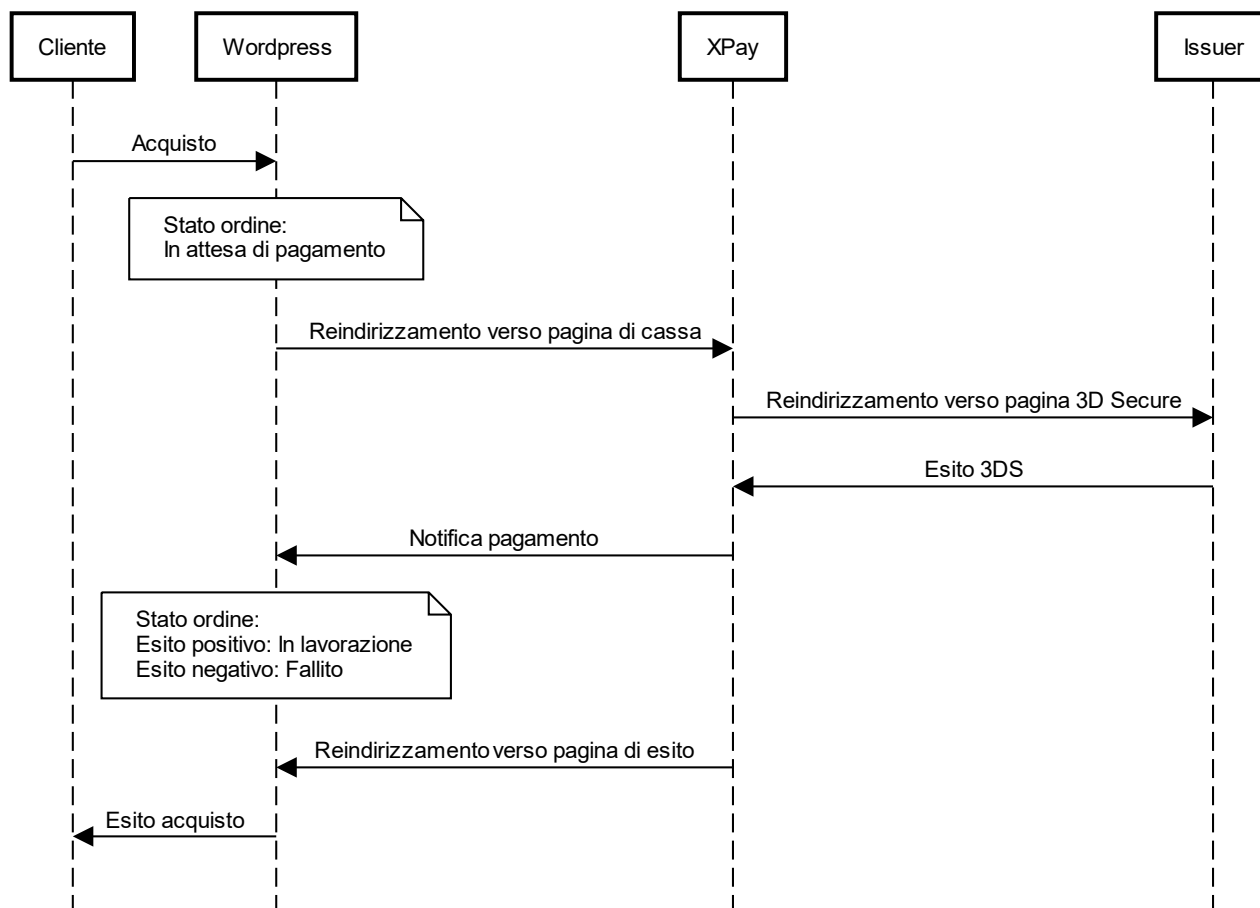 Cliente
Wordpress
XPay
Issuer
Acquisto
Stato ordine:
In attesa di pagamento
Reindirizzamento verso pagina di cassa
Reindirizzamento verso pagina 3D Secure
Esito 3DS
Notifica pagamento
Stato ordine:
Esito positivo: In lavorazione
Esito negativo: Fallito
Reindirizzamento verso pagina di esito
Esito acquisto